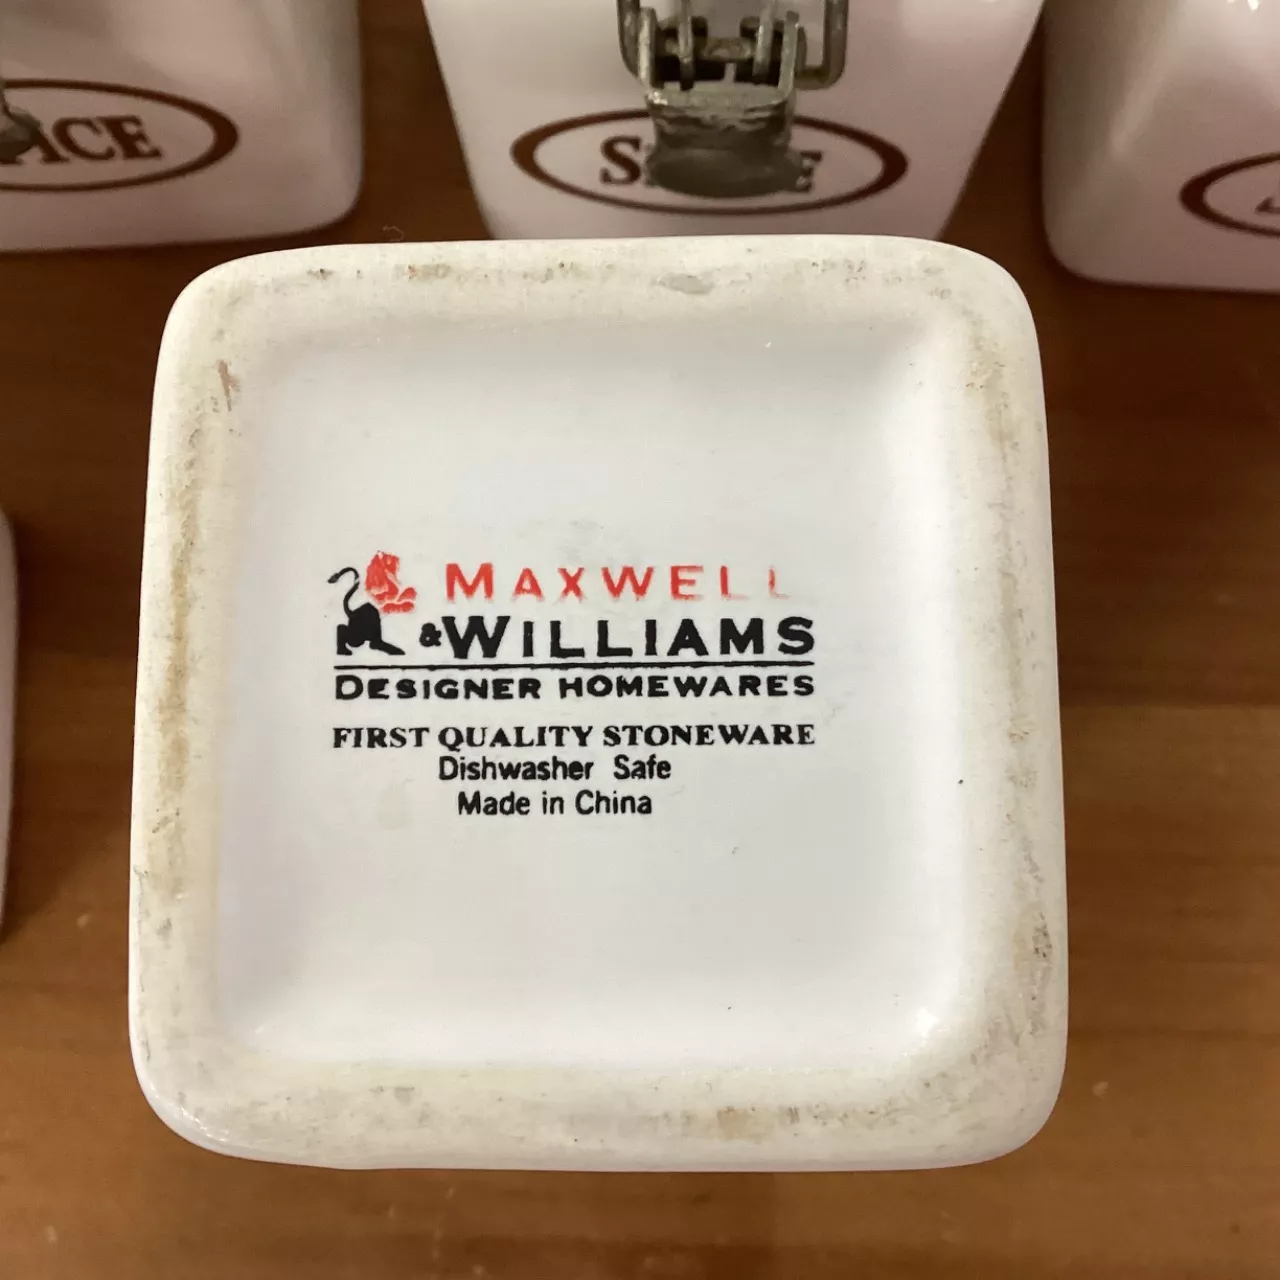 MAXWELL
& WILLIAMS
DESIGNER HOMEWARES
FIRST QUALITY STONEWARE
Dishwasher Safe
Made in China